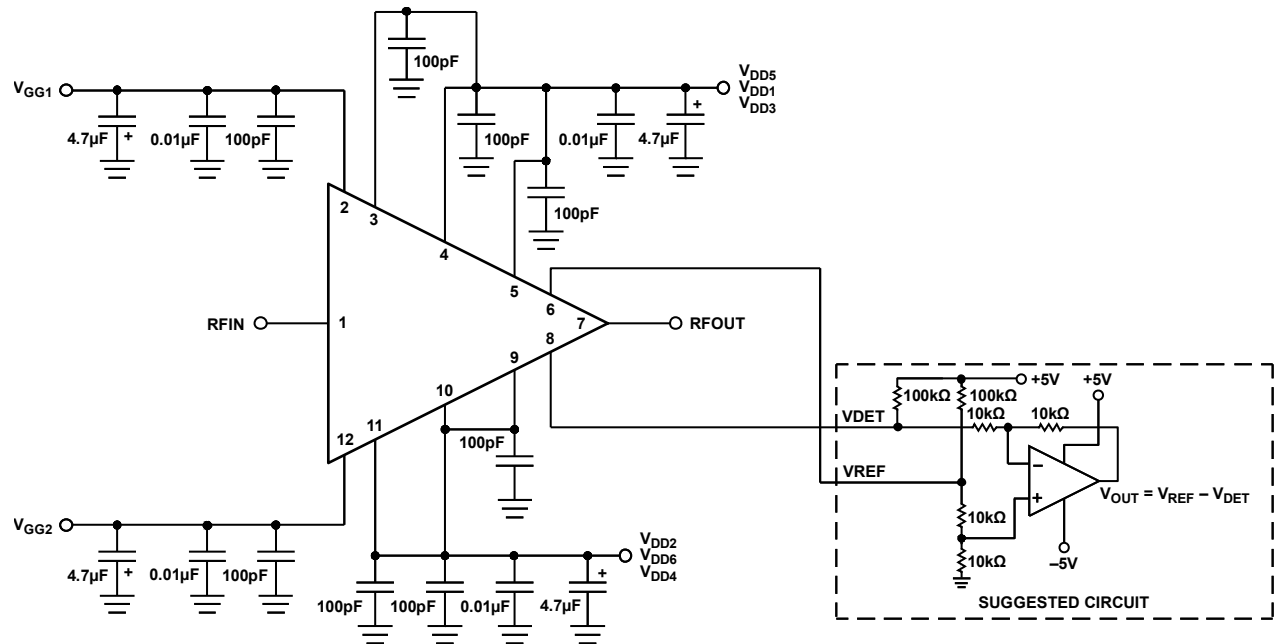 100pF
VGG1
4.7µF
+
0.01µF
100pF
VDD5
VDD1
VDD3
100pF
0.01µF
+
4.7µF
100pF
2
3
4
5
6
RFIN
1
7
RFOUT
8
9
10
11
12
100pF
VGG2
4.7µF
+
0.01µF
100pF
VDD2
VDD6
VDD4
100pF
100pF
0.01µF
+
4.7µF
+5V
+5V
100kΩ
100kΩ
10kΩ
10kΩ
VDET
VREF
–
+
VOUT = VREF – VDET
10kΩ
10kΩ
–5V
SUGGESTED CIRCUIT